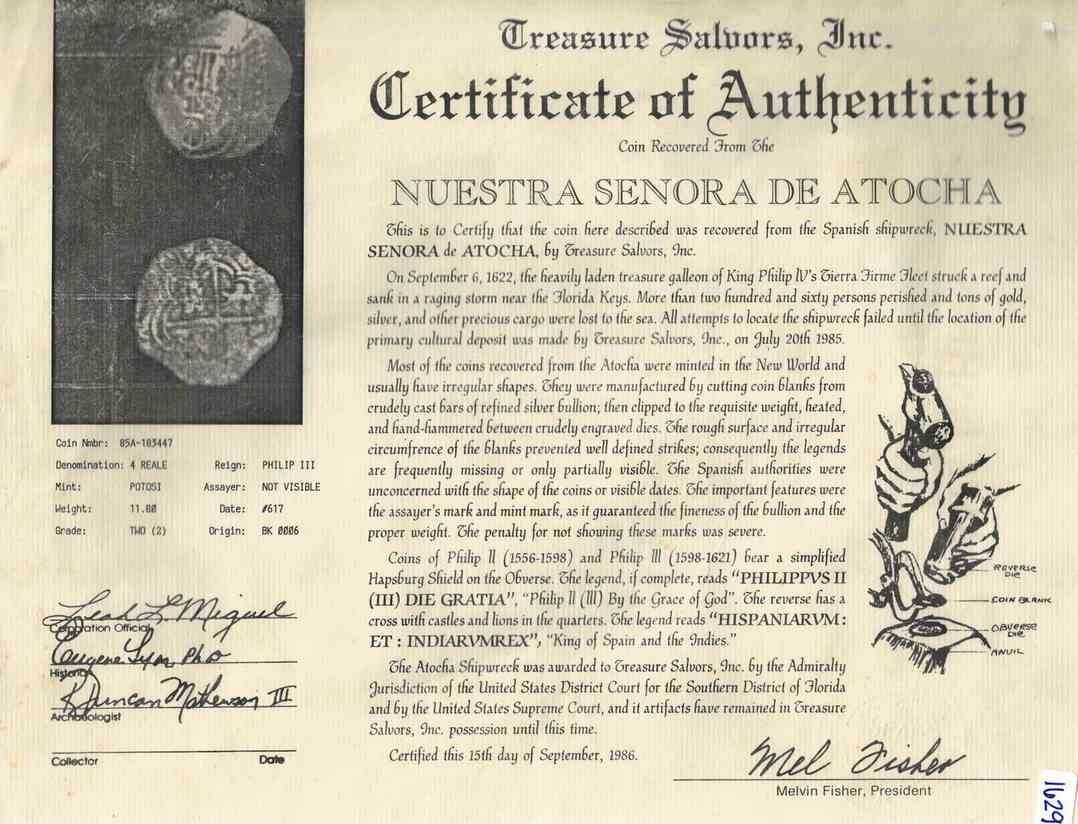 Treasure Salvors, Inc.
Certificate of Authenticity
Coin Recovered From The
NUESTRA SENORA DE ATOCHA
This is to Certify that the coin here described was recovered from the Spanish shipwreck, NUESTRA
SENORA de ATOCHA, by Treasure Salvors, Inc.
On September 6, 1622, the heavily laden treasure galleon of King Philip IV's Tierra Firme Fleet struck a reef and
sank in a raging storm near the Florida Keys. More than two hundred and sixty persons perished and tons of gold,
silver, and other precious cargo were lost to the sea. All attempts to locate the shipwreck failed until the location of the
primary cultural deposit was made by Treasure Salvors, Inc., on July 20th 1985.
Most of the coins recovered from the Atocha were minted in the New World and
usually have irregular shapes. They were manufactured by cutting coin blanks from
crudely cast bars of refined silver bullion; then clipped to the requisite weight, heated,
and hand-hammered between crudely engraved dies. The rough surface and irregular
circumfrence of the blanks prevented well defined strikes; consequently the legends
are frequently missing or only partially visible. The Spanish authorities were
unconcerned with the shape of the coins or visible dates. The important features were
the assayer's mark and mint mark, as it guaranteed the fineness of the bullion and the
proper weight. The penalty for not showing these marks was severe.
Coins of Philip II (1556-1598) and Philip III (1598-1621) bear a simplified
Hapsburg Shield on the Obverse. The legend, if complete, reads "PHILIPPVS II
(III) DIE GRATIA", "Philip II (III) By the Grace of God". The reverse has a
cross with castles and lions in the quarters. The legend reads "HISPANIARVM :
ET : INDIARVMREX", "King of Spain and the Indies."
The Atocha Shipwreck was awarded to Treasure Salvors, Inc. by the Admiralty
Jurisdiction of the United States District Court for the Southern District of Florida
and by the United States Supreme Court, and it artifacts have remained in Treasure
Salvors, Inc. possession until this time.
Certified this 15th day of September, 1986.
REVERSE
DIE
COIN BLANK
OBVERSE
DIE
ANVIL
Mel Fisher
Melvin Fisher, President
Coin Nmbr: 85A-103447
Denomination: 4 REALE Reign: PHILIP III
Mint: POTOSI Assayer: NOT VISIBLE
Weight: 11.80 Date: #617
Grade: TWO (2) Origin: BK 0006
Leah L Miguel
Corporation Official
Eugene Lyon PhD
Historian
R Duncan Mathewson III
Archaeologist
Collector Date
1629